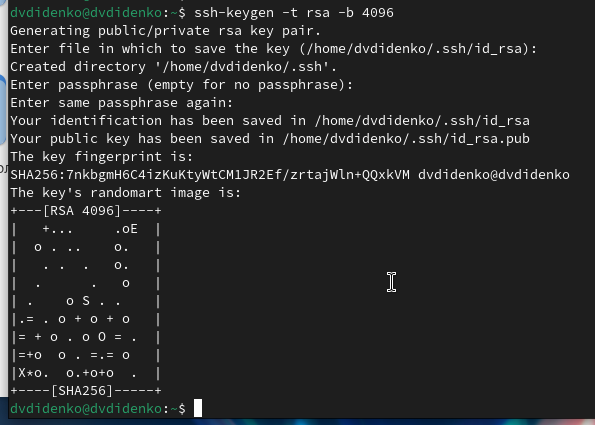 dvdidenko@dvdidenko:~$ ssh-keygen -t rsa -b 4096
Generating public/private rsa key pair.
Enter file in which to save the key (/home/dvdidenko/.ssh/id_rsa):
Created directory '/home/dvdidenko/.ssh'.
Enter passphrase (empty for no passphrase):
Enter same passphrase again:
Your identification has been saved in /home/dvdidenko/.ssh/id_rsa
Your public key has been saved in /home/dvdidenko/.ssh/id_rsa.pub
The key fingerprint is:
SHA256:7nkbgmH6C4izKuKtyWtCM1JR2Ef/zrtajWln+QQxkVM dvdidenko@dvdidenko
The key's randomart image is:
+---[RSA 4096]----+
|   +...     .oE  |
|  o . ..    o.   |
|   . .  .   o.   |
|  .      .   o   |
| .    o S . .    |
|.= . o + o + o   |
|= + o . o O = .  |
|=+o  o . =.= o   |
|X*o.  o.+o+o  .  |
+----[SHA256]-----+
dvdidenko@dvdidenko:~$